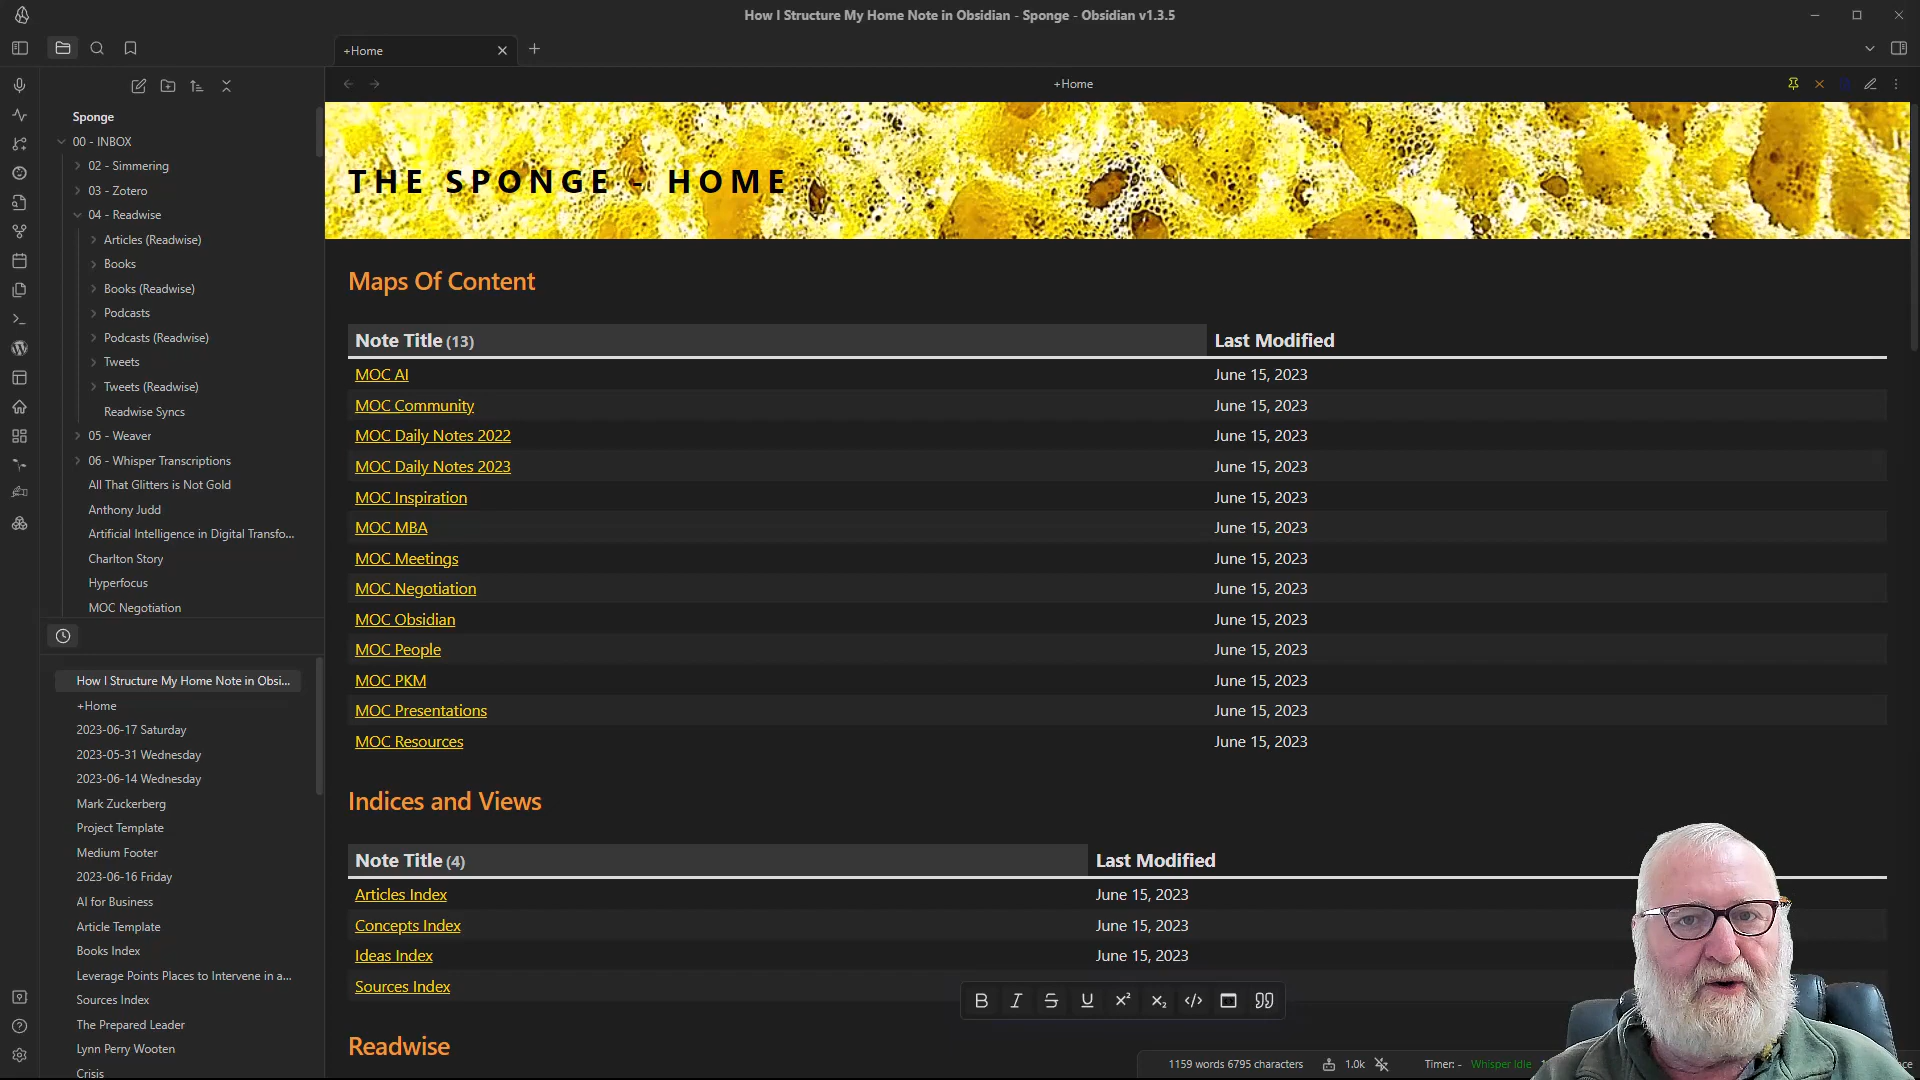 How I Structure My Home Note in Obsidian - Sponge - Obsidian v1.3.5
+Home
+Home
Sponge
00 - INBOX
02 - Simmering
03 - Zotero
04 - Readwise
Articles (Readwise)
Books
Books (Readwise)
Podcasts
Podcasts (Readwise)
Tweets
Tweets (Readwise)
Readwise Syncs
05 - Weaver
06 - Whisper Transcriptions
All That Glitters is Not Gold
Anthony Judd
Artificial Intelligence in Digital Transfo...
Charlton Story
Hyperfocus
MOC Negotiation
How I Structure My Home Note in Obsi...
+Home
2023-06-17 Saturday
2023-05-31 Wednesday
2023-06-14 Wednesday
Mark Zuckerberg
Project Template
Medium Footer
2023-06-16 Friday
AI for Business
Article Template
Books Index
Leverage Points Places to Intervene in a...
Sources Index
The Prepared Leader
Lynn Perry Wooten
Crisis
THE SPONGE - HOME
Maps Of Content
Note Title (13) Last Modified
MOC AI June 15, 2023
MOC Community June 15, 2023
MOC Daily Notes 2022 June 15, 2023
MOC Daily Notes 2023 June 15, 2023
MOC Inspiration June 15, 2023
MOC MBA June 15, 2023
MOC Meetings June 15, 2023
MOC Negotiation June 15, 2023
MOC Obsidian June 15, 2023
MOC People June 15, 2023
MOC PKM June 15, 2023
MOC Presentations June 15, 2023
MOC Resources June 15, 2023
Indices and Views
Note Title (4) Last Modified
Articles Index June 15, 2023
Concepts Index June 15, 2023
Ideas Index June 15, 2023
Sources Index
B I S U X² X₂ </>
Readwise
1159 words 6795 characters 1.0k Timer: - Whisper Idle